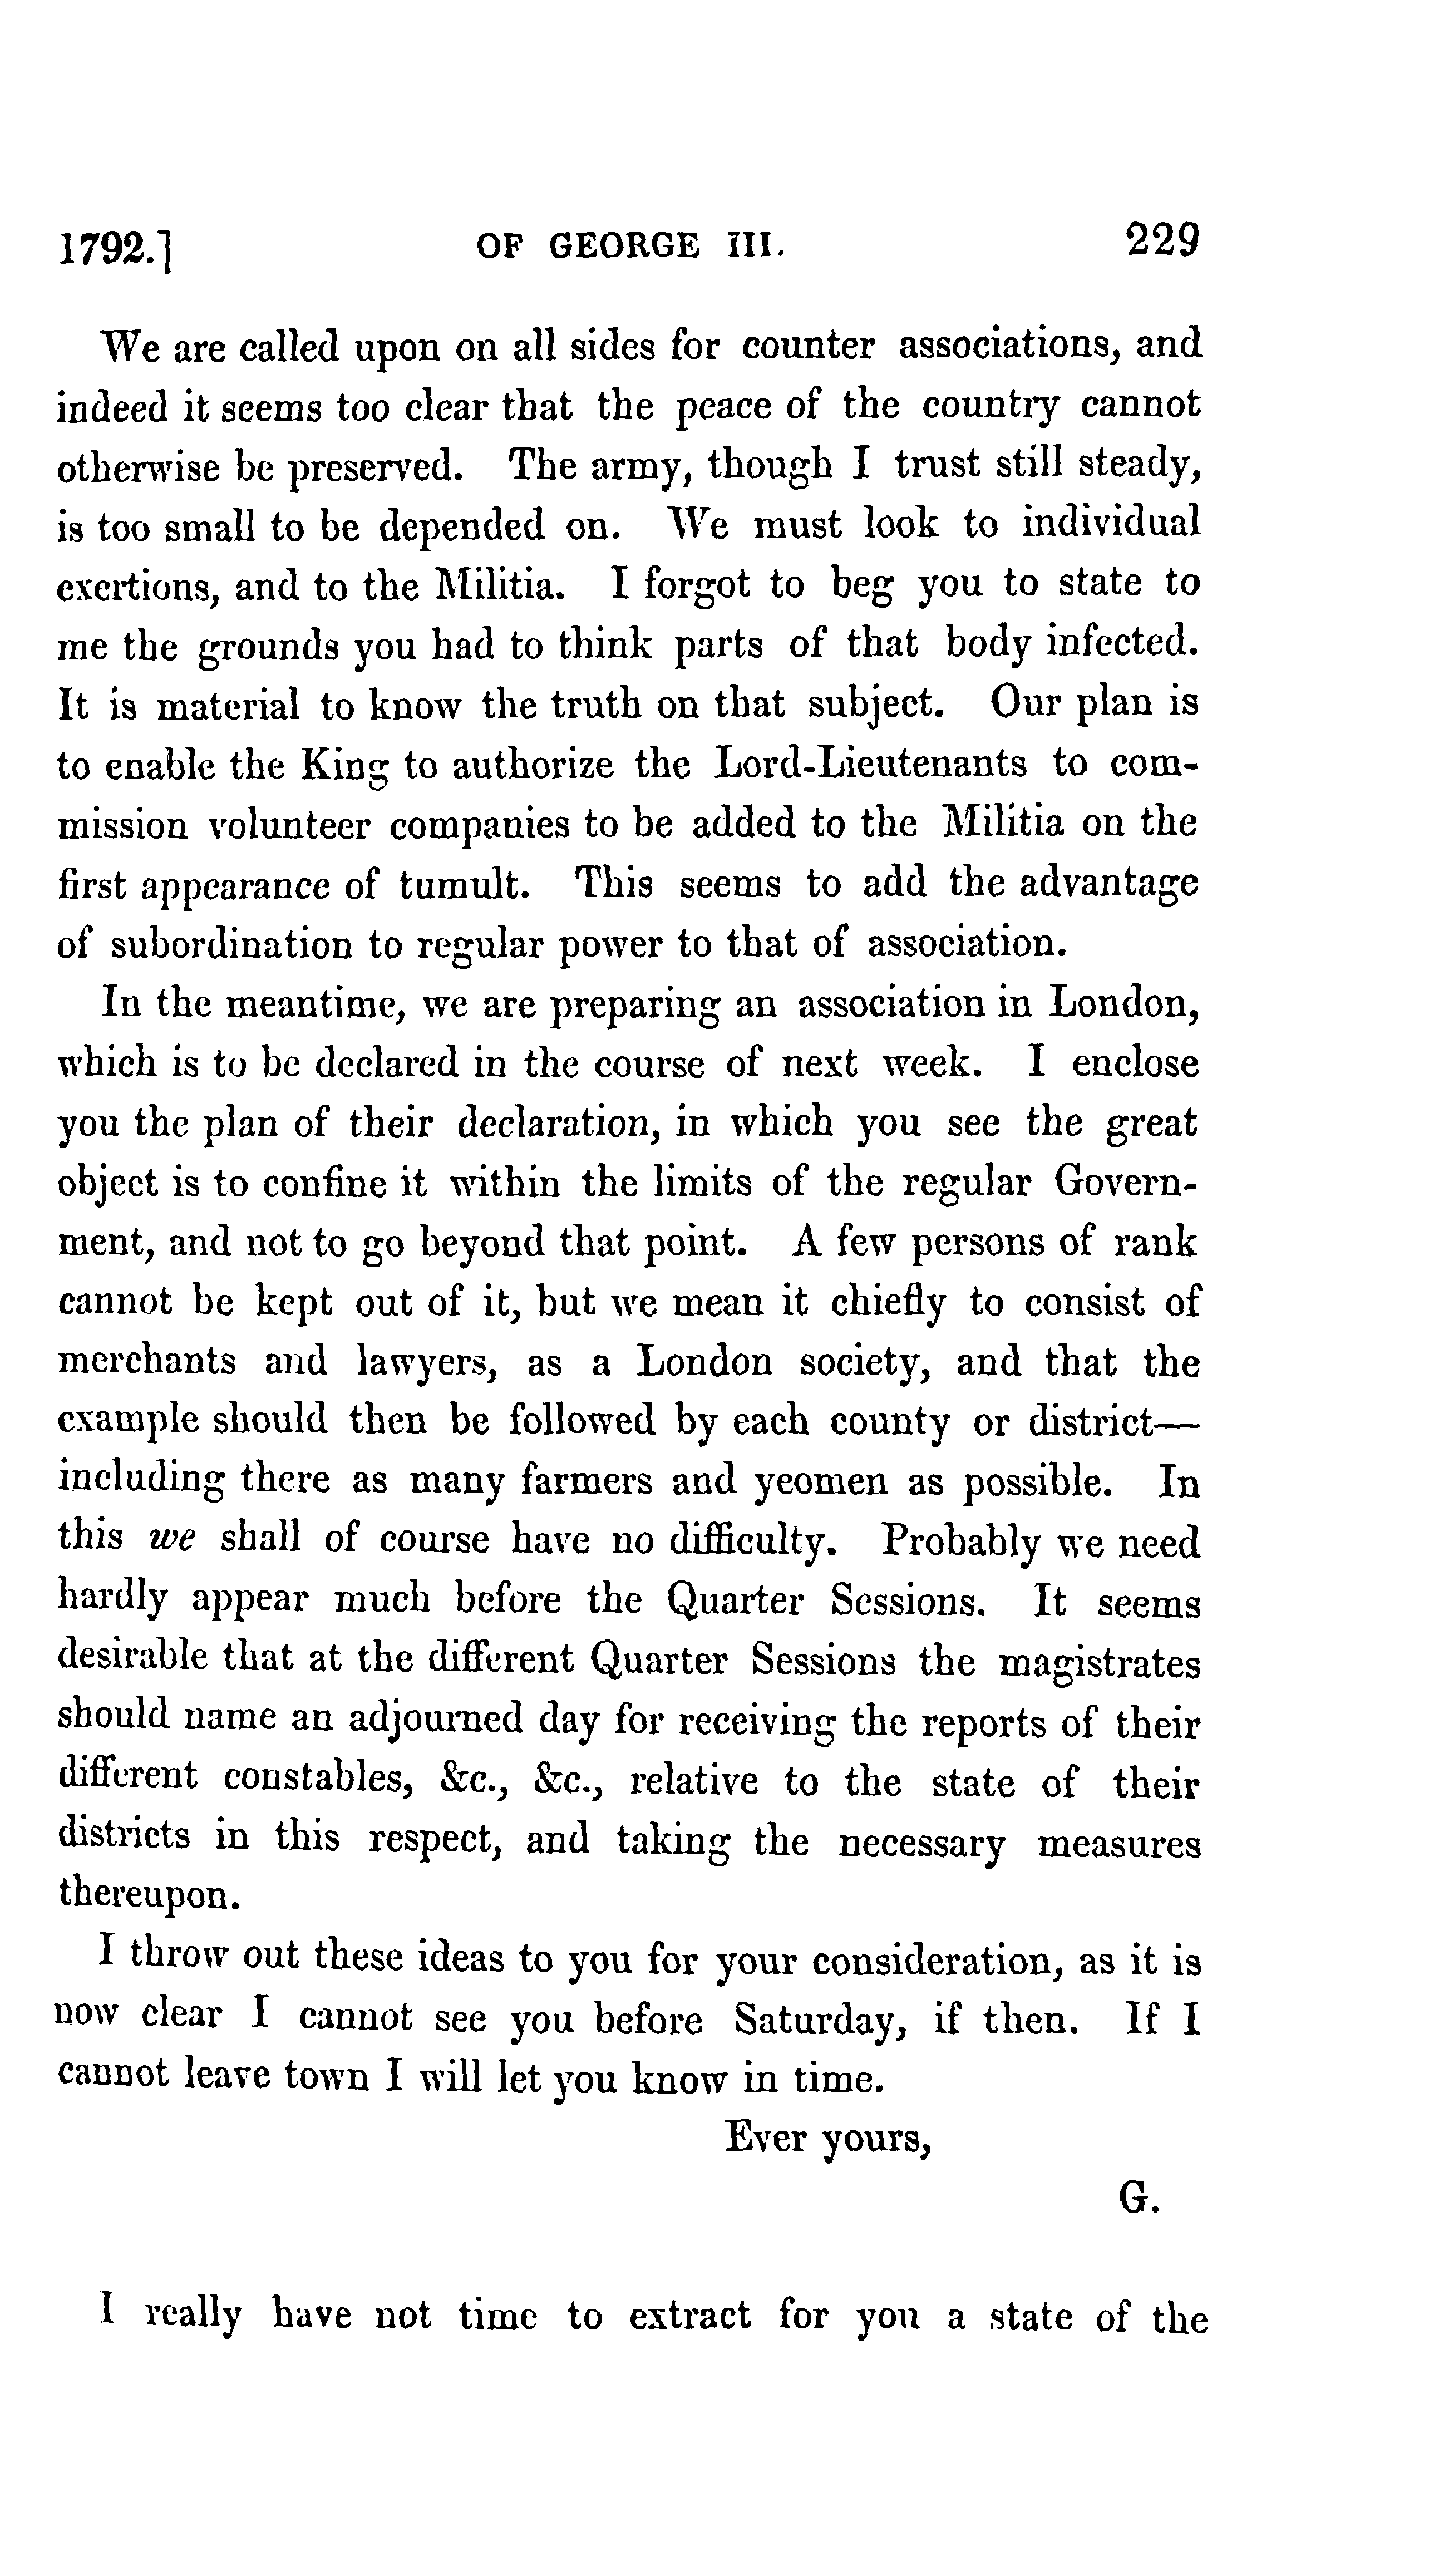 1792.] OF GEORGE III. 229
We are called upon on all sides for counter associations, and
indeed it seems too clear that the peace of the country cannot
otherwise be preserved. The army, though I trust still steady,
is too small to be depended on. We must look to individual
exertions, and to the Militia. I forgot to beg you to state to
me the grounds you had to think parts of that body infected.
It is material to know the truth on that subject. Our plan is
to enable the King to authorize the Lord-Lieutenants to com-
mission volunteer companies to be added to the Militia on the
first appearance of tumult. This seems to add the advantage
of subordination to regular power to that of association.
In the meantime, we are preparing an association in London,
which is to be declared in the course of next week. I enclose
you the plan of their declaration, in which you see the great
object is to confine it within the limits of the regular Govern-
ment, and not to go beyond that point. A few persons of rank
cannot be kept out of it, but we mean it chiefly to consist of
merchants and lawyers, as a London society, and that the
example should then be followed by each county or district—
including there as many farmers and yeomen as possible. In
this we shall of course have no difficulty. Probably we need
hardly appear much before the Quarter Sessions. It seems
desirable that at the different Quarter Sessions the magistrates
should name an adjourned day for receiving the reports of their
different constables, &c., &c., relative to the state of their
districts in this respect, and taking the necessary measures
thereupon.
I throw out these ideas to you for your consideration, as it is
now clear I cannot see you before Saturday, if then. If I
cannot leave town I will let you know in time.
Ever yours,
G.
I really have not time to extract for you a state of the